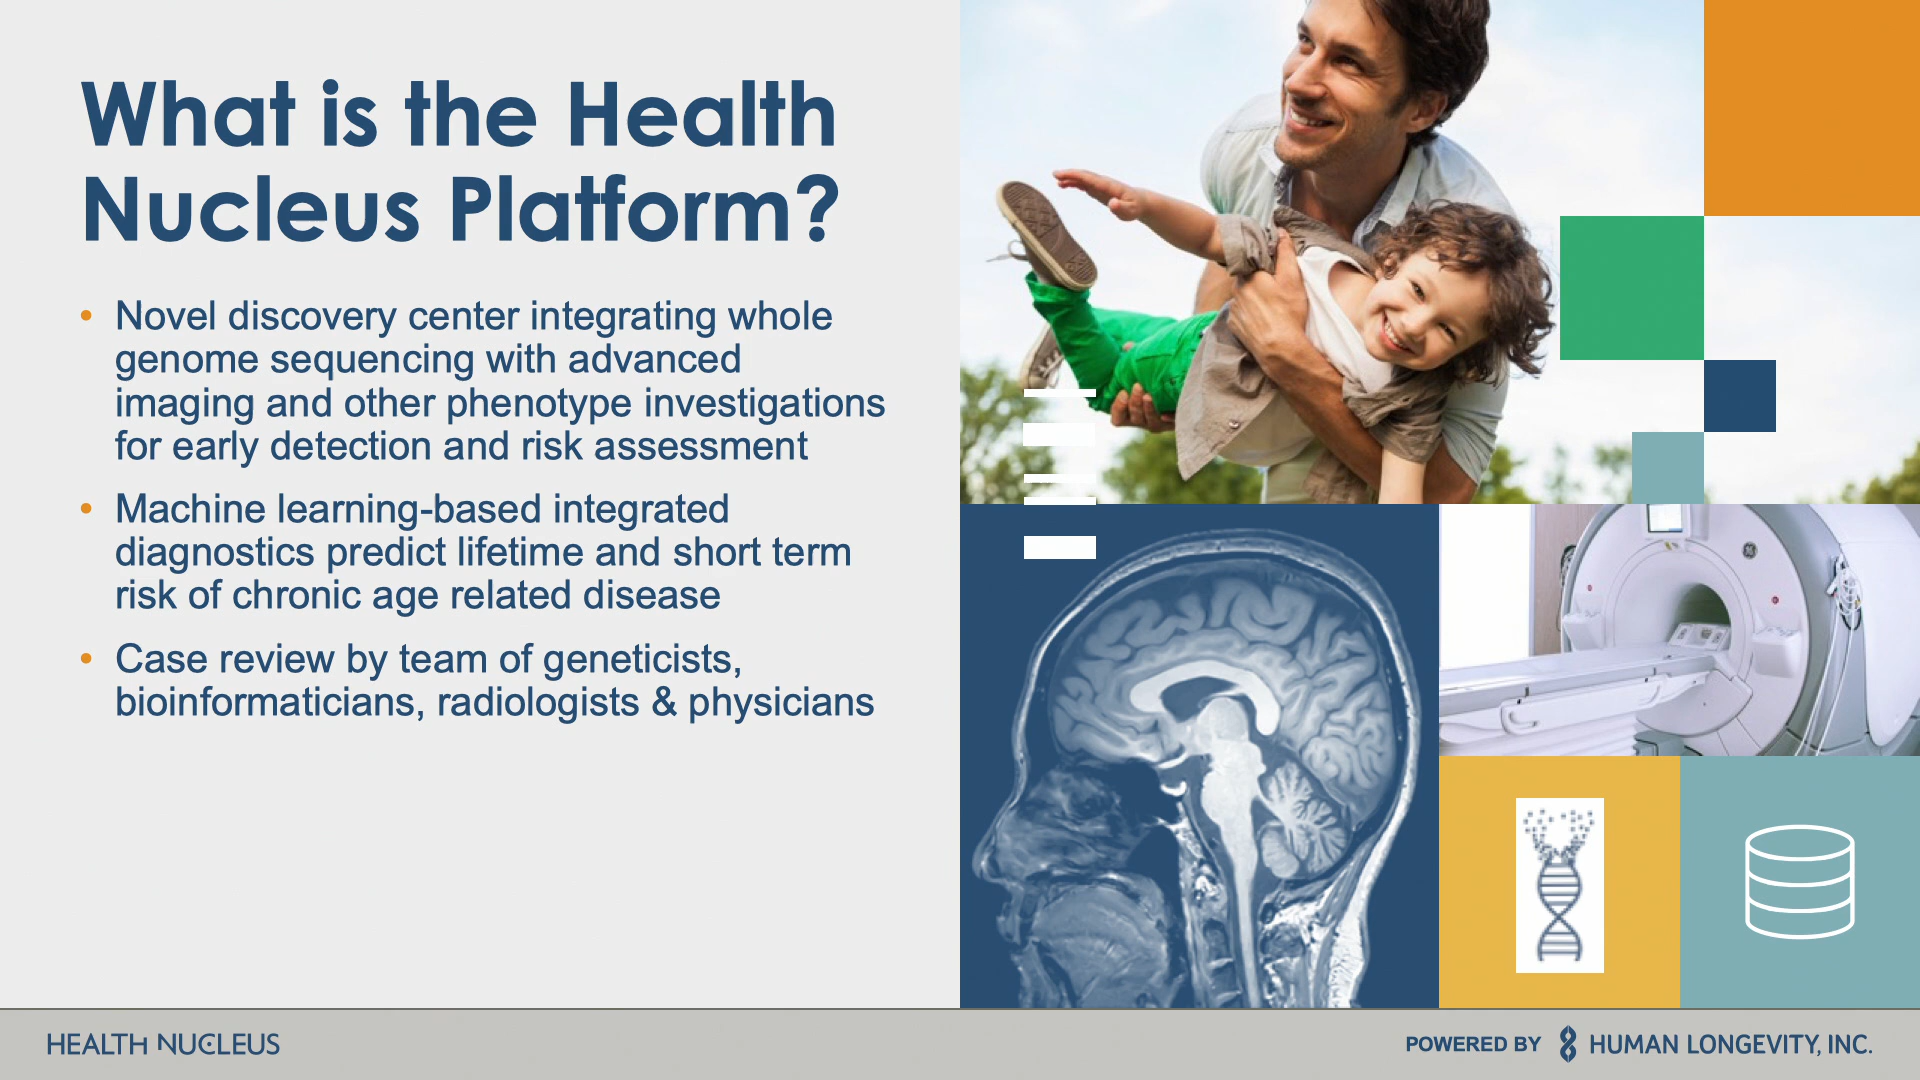 What is the Health
Nucleus Platform?
• Novel discovery center integrating whole
genome sequencing with advanced
imaging and other phenotype investigations
for early detection and risk assessment
• Machine learning-based integrated
diagnostics predict lifetime and short term
risk of chronic age related disease
• Case review by team of geneticists,
bioinformaticians, radiologists & physicians
HEALTH NUCLEUS
POWERED BY HUMAN LONGEVITY, INC.